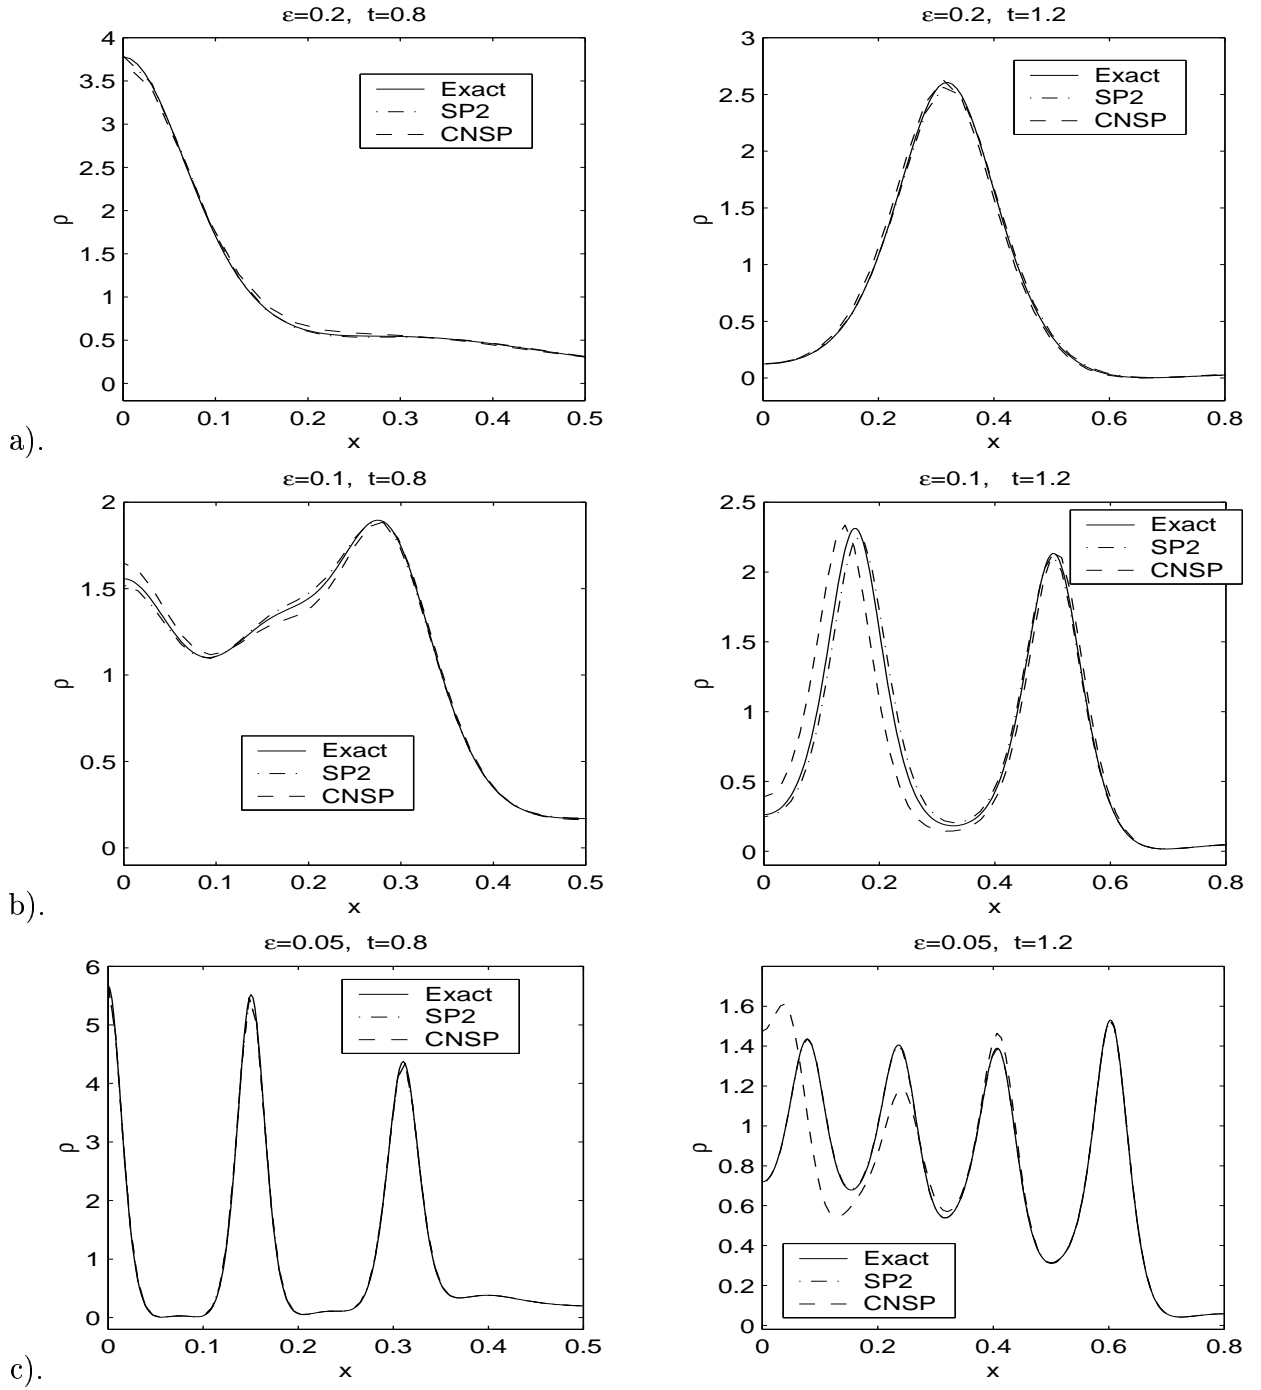 ε=0.2, t=0.8
4
3.5
3
2.5
2
1.5
1
0.5
0
ρ
Exact
SP2
CNSP
0 0.1 0.2 0.3 0.4 0.5
x
a).
ε=0.2, t=1.2
3
2.5
2
1.5
1
0.5
0
ρ
Exact
SP2
CNSP
0 0.2 0.4 0.6 0.8
x
ε=0.1, t=0.8
2
1.5
1
0.5
0
ρ
Exact
SP2
CNSP
0 0.1 0.2 0.3 0.4 0.5
x
b).
ε=0.1, t=1.2
2.5
2
1.5
1
0.5
0
ρ
Exact
SP2
CNSP
0 0.2 0.4 0.6 0.8
x
ε=0.05, t=0.8
6
5
4
3
2
1
0
ρ
Exact
SP2
CNSP
0 0.1 0.2 0.3 0.4 0.5
x
c).
ε=0.05, t=1.2
1.6
1.4
1.2
1
0.8
0.6
0.4
0.2
0
ρ
Exact
SP2
CNSP
0 0.2 0.4 0.6 0.8
x